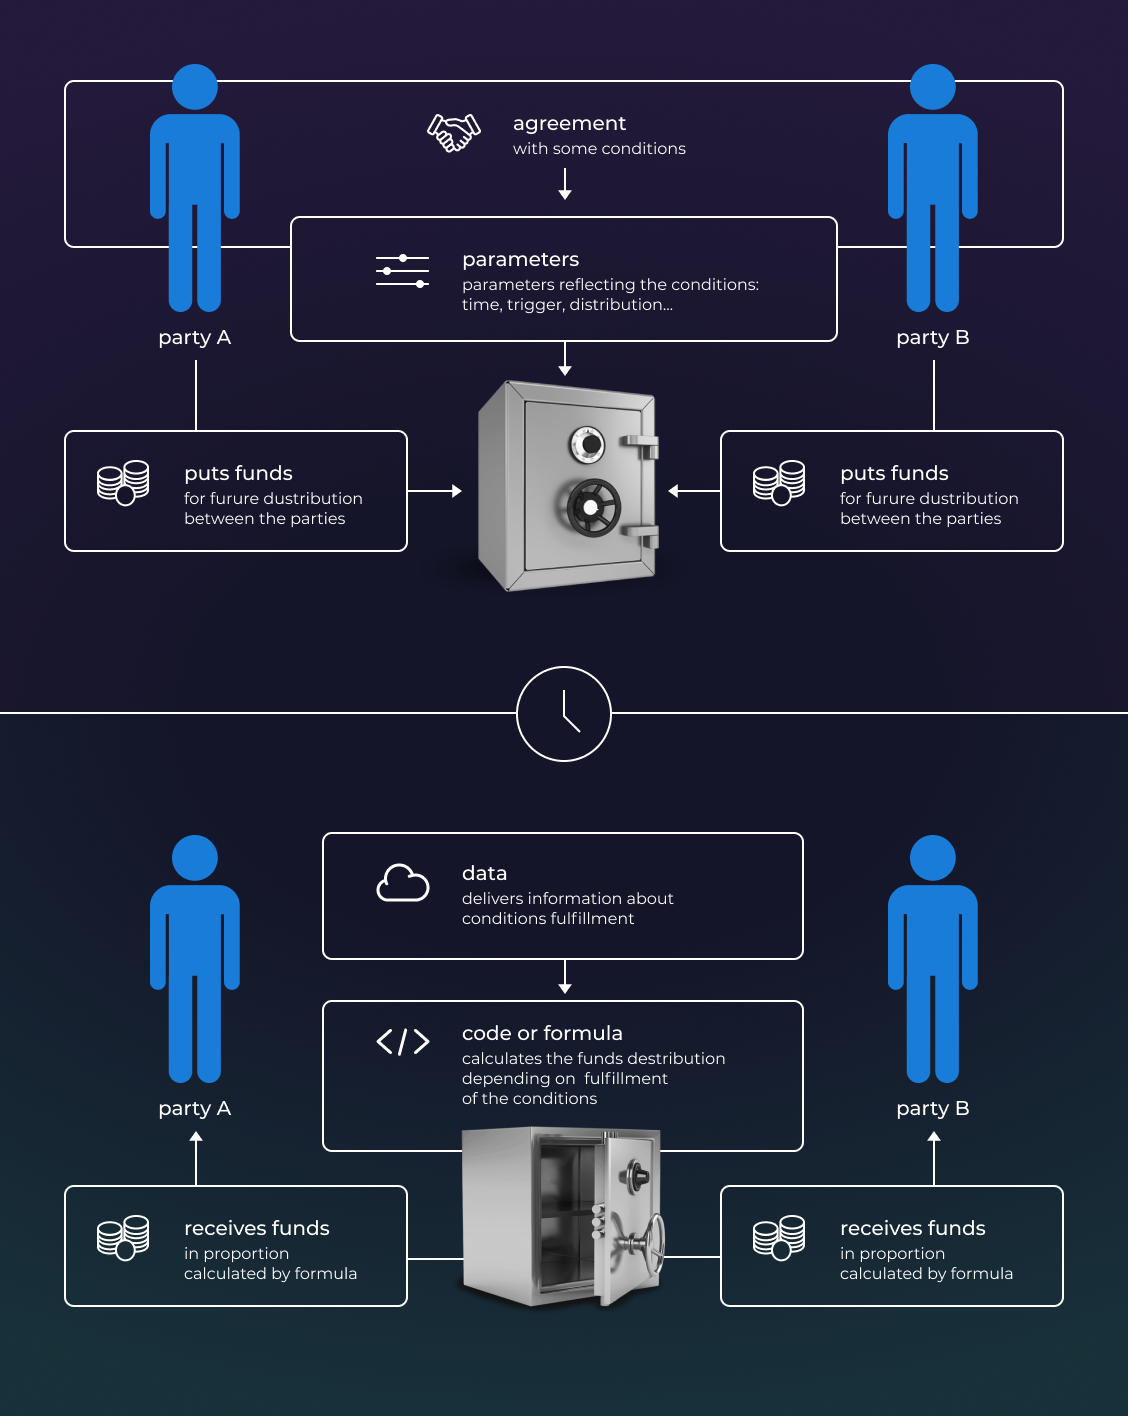 agreement
with some conditions
parameters
parameters reflecting the conditions:
time, trigger, distribution...
party A
party B
puts funds
for furure dustribution
between the parties
puts funds
for furure dustribution
between the parties
data
delivers information about
conditions fulfillment
code or formula
calculates the funds destribution
depending on  fulfillment
of the conditions
party A
party B
receives funds
in proportion
calculated by formula
receives funds
in proportion
calculated by formula